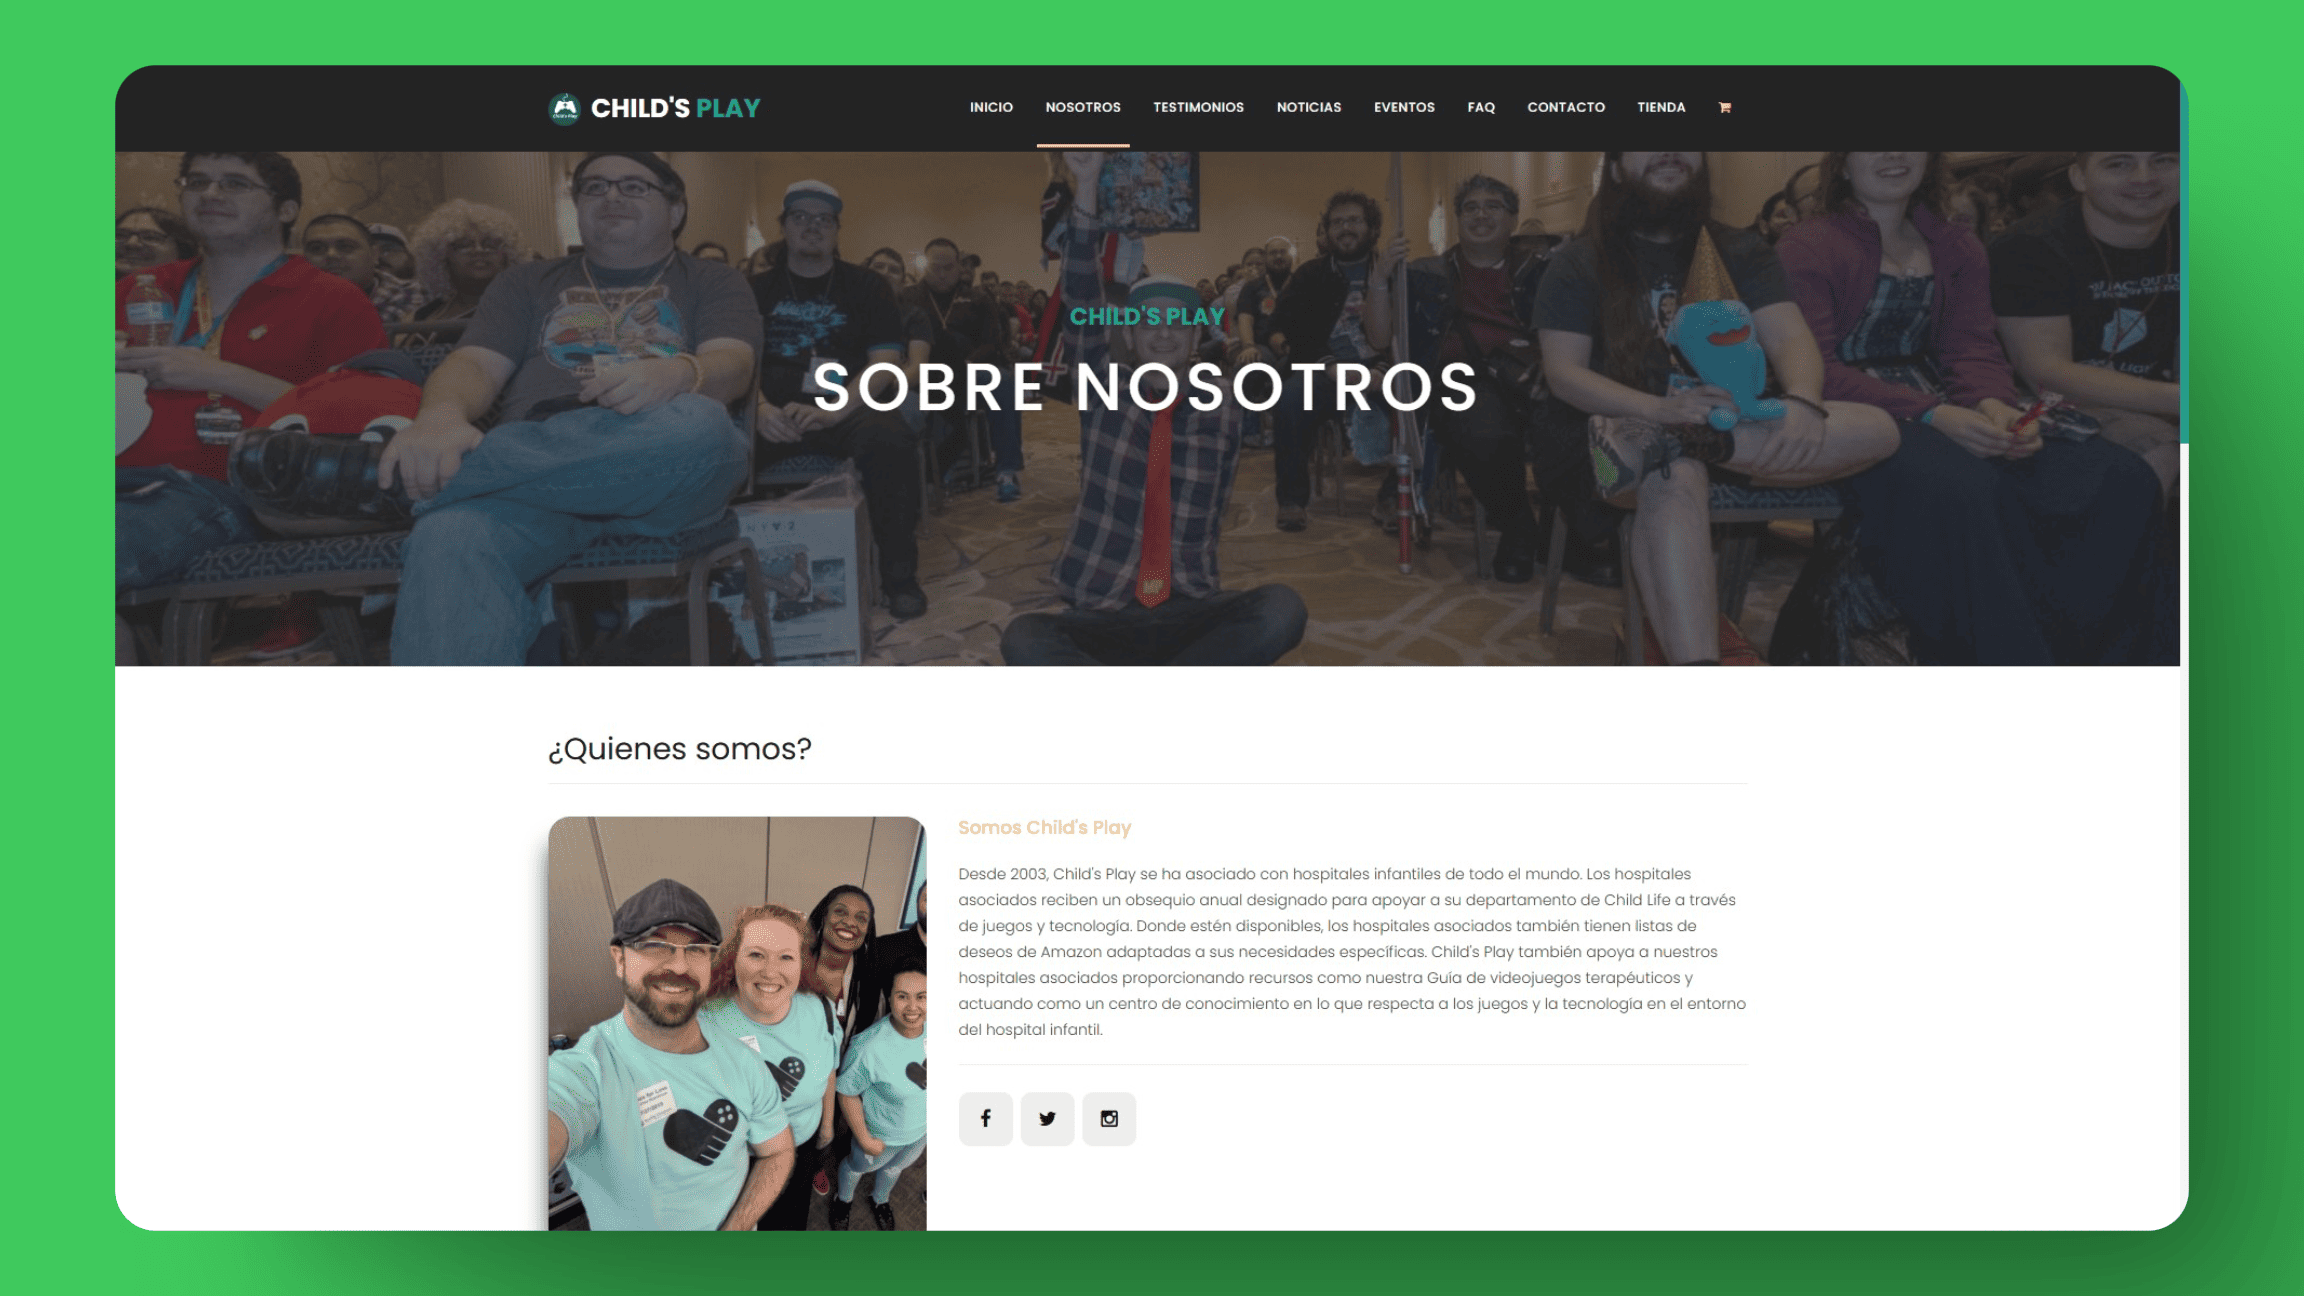 CHILD'S PLAY
INICIO NOSOTROS TESTIMONIOS NOTICIAS EVENTOS FAQ CONTACTO TIENDA
CHILD'S PLAY
SOBRE NOSOTROS
¿Quienes somos?
Somos Child's Play
Desde 2003, Child's Play se ha asociado con hospitales infantiles de todo el mundo. Los hospitales
asociados reciben un obsequio anual designado para apoyar a su departamento de Child Life a través
de juegos y tecnología. Donde estén disponibles, los hospitales asociados también tienen listas de
deseos de Amazon adaptadas a sus necesidades específicas. Child's Play también apoya a nuestros
hospitales asociados proporcionando recursos como nuestra Guía de videojuegos terapéuticos y
actuando como un centro de conocimiento en lo que respecta a los juegos y la tecnología en el entorno
del hospital infantil.